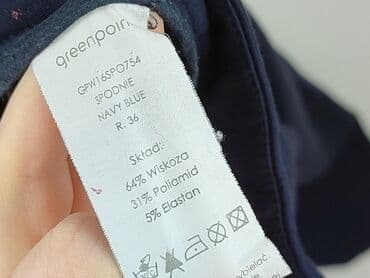 greenpoint
GPW16SPO754
SPODNIE
NAVY BLUE
R. 36
Skład:
64% Wiskoza
31% Poliamid
5% Elastan